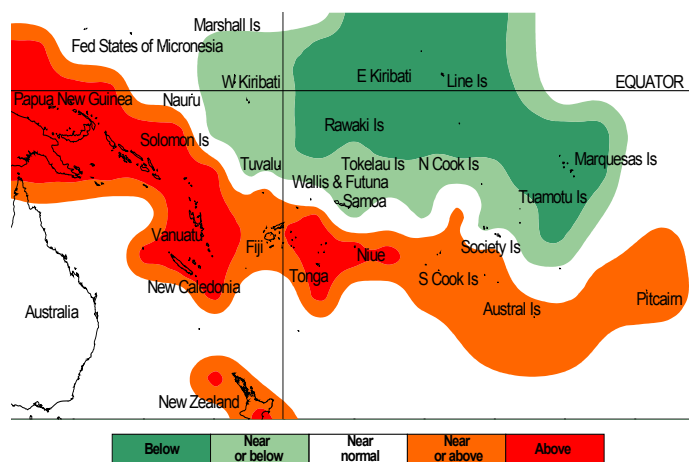 Marshall Is
Fed States of Micronesia
W Kiribati
E Kiribati
Line Is
EQUATOR
Papua New Guinea
Nauru
Rawaki Is
Solomon Is
Tuvalu
Tokelau Is
N Cook Is
Marquesas Is
Wallis & Futuna
Samoa
Tuamotu Is
Vanuatu
Fiji
Society Is
Niue
Tonga
S Cook Is
New Caledonia
Pitcairn
Australia
Austral Is
New Zealand
Below
Near
or below
Near
normal
Near
or above
Above